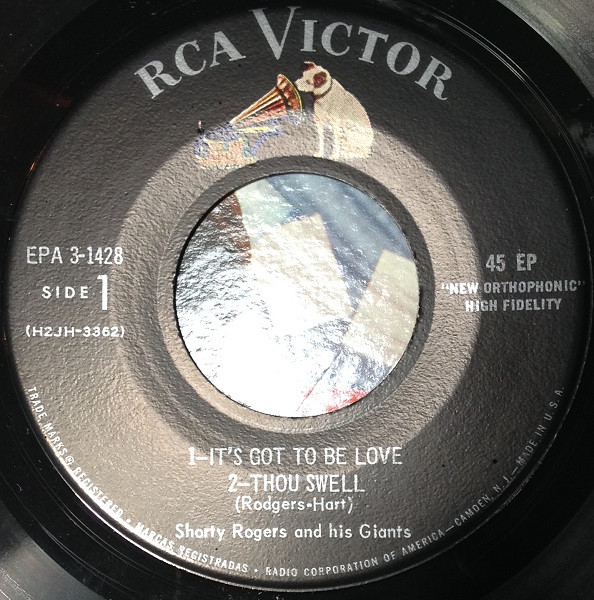 RCA VICTOR
EPA 3-1428
SIDE 1
(H2JH-3362)
45 EP
"NEW ORTHOPHONIC"
HIGH FIDELITY
1—IT'S GOT TO BE LOVE
2—THOU SWELL
(Rodgers•Hart)
Shorty Rogers and his Giants
TRADE MARKS® REGISTERED • MARCAS REGISTRADAS • RADIO CORPORATION OF AMERICA—CAMDEN, N.J.—MADE IN U.S.A.